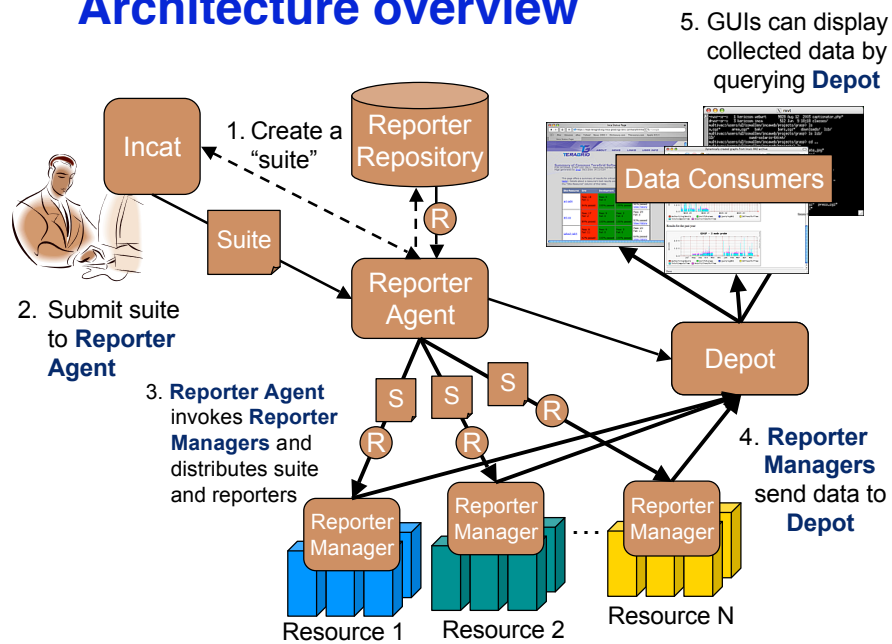 Architecture overview
5. GUIs can display
collected data by
querying Depot
Incat
1. Create a
“suite”
Reporter
Repository
TERAGRID
Data Consumers
R
Suite
Reporter
Agent
2. Submit suite
to Reporter
Agent
Depot
3. Reporter Agent
invokes Reporter
Managers and
distributes suite
and reporters
S
S
S
R
R
R
4. Reporter
Managers
send data to
Depot
Reporter
Manager
Reporter
Manager
...
Reporter
Manager
Resource 1
Resource 2
Resource N